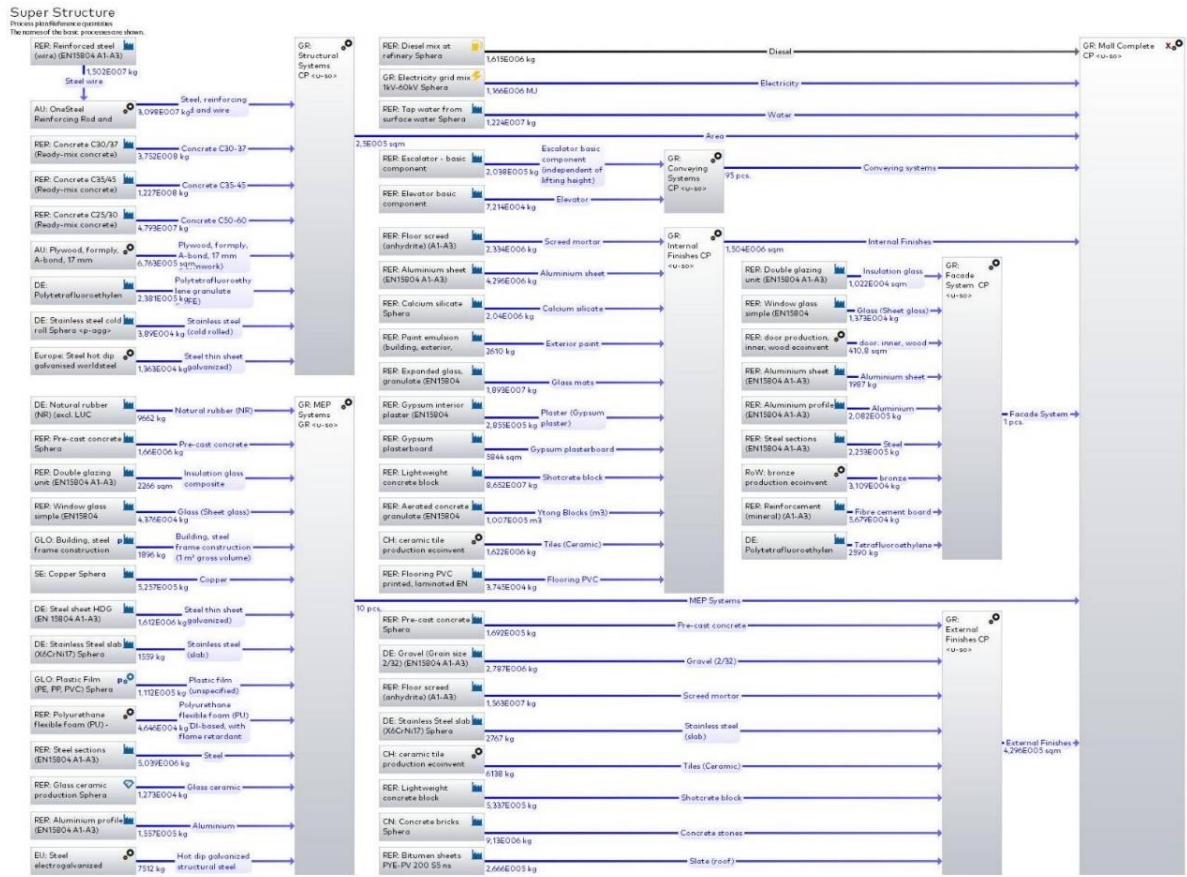 Super Structure
Process plan:Reference quantities
The names of the basic processes are shown.
RER: Reinforced steel
(wire) (EN15804 A1-A3)
1,502E007 kg
Steel wire
AU: OneSteel
Reinforcing Rod and
3,098E007 kg
Steel, reinforcing
d and wire
RER: Concrete C30/37
(Ready-mix concrete)
3,752E008 kg
Concrete C30-37
RER: Concrete C35/45
(Ready-mix concrete)
1,227E008 kg
Concrete C35-45
RER: Concrete C25/30
(Ready-mix concrete)
4,793E007 kg
Concrete C50-60
AU: Plywood, formply,
A-bond, 17 mm
6,763E005 sqm
Plywood, formply,
A-bond, 17 mm
DE:
Polytetrafluoroethylen
2,381E005 kg
Polytetrafluoroethy
lene granulate
DE: Stainless steel cold
roll Sphera <p-agg>
3,89E004 kg
Stainless steel
(cold rolled)
Europe: Steel hot dip
galvanised worldsteel
1,363E004 kg
Steel thin sheet
galvanized)
GR:
Structural
Systems
CP <u-so>
2,5E005 sqm
Area
DE: Natural rubber
(NR) (excl. LUC
9662 kg
Natural rubber (NR)
RER: Pre-cast concrete
Sphera
1,66E006 kg
Pre-cast concrete
RER: Double glazing
unit (EN15804 A1-A3)
2266 sqm
Insulation glass
composite
RER: Window glass
simple (EN15804
4,376E004 kg
Glass (Sheet glass)
GLO: Building, steel
frame construction
1896 kg
Building, steel
frame construction
(1 m³ gross volume)
SE: Copper Sphera
5,257E005 kg
Copper
DE: Steel sheet HDG
(EN 15804 A1-A3)
1,612E006 kg
Steel thin sheet
galvanized)
DE: Stainless Steel slab
(X6CrNi17) Sphera
1559 kg
Stainless steel
(slab)
GLO: Plastic Film
(PE, PP, PVC) Sphera
1,112E005 kg
Plastic film
(unspecified)
RER: Polyurethane
flexible foam (PU) -
4,646E004 kg
Polyurethane
flexible foam (PU)
DI-based, with
flame retardant
RER: Steel sections
(EN15804 A1-A3)
5,039E006 kg
Steel
RER: Glass ceramic
production Sphera
1,273E004 kg
Glass ceramic
RER: Aluminium profile
(EN15804 A1-A3)
1,557E005 kg
Aluminium
EU: Steel
electrogalvanized
7512 kg
Hot dip galvanized
structural steel
GR: MEP
Systems
GR <u-so>
10 pcs.
MEP Systems
RER: Diesel mix at
refinery Sphera
1,615E006 kg
Diesel
GR: Electricity grid mix
1kV-60kV Sphera
1,166E006 MJ
Electricity
RER: Tap water from
surface water Sphera
1,224E007 kg
Water
RER: Escalator - basic
component
2,038E005 kg
Escalator basic
component
(independent of
lifting height)
RER: Elevator basic
component
7,214E004 kg
Elevator
GR:
Conveying
Systems
CP <u-so>
95 pcs.
Conveying systems
RER: Floor screed
(anhydrite) (A1-A3)
2,334E006 kg
Screed mortar
RER: Aluminium sheet
(EN15804 A1-A3)
4,296E006 kg
Aluminium sheet
RER: Calcium silicate
Sphera
2,04E006 kg
Calcium silicate
RER: Paint emulsion
(building, exterior,
2610 kg
Exterior paint
RER: Expanded glass,
granulate (EN15804
1,893E007 kg
Glass mats
RER: Gypsum interior
plaster (EN15804
2,855E005 kg
Plaster (Gypsum
plaster)
RER: Gypsum
plasterboard
5844 sqm
Gypsum plasterboard
RER: Lightweight
concrete block
8,652E007 kg
Shotcrete block
RER: Aerated concrete
granulate (EN15804
1,007E005 m3
Ytong Blocks (m3)
CH: ceramic tile
production ecoinvent
1,622E006 kg
Tiles (Ceramic)
RER: Flooring PVC
printed, laminated EN
3,745E004 kg
Flooring PVC
GR:
Internal
Finishes CP
<u-so>
1,504E006 sqm
Internal Finishes
RER: Double glazing
unit (EN15804 A1-A3)
1,022E004 sqm
Insulation glass
RER: Window glass
simple (EN15804
1,373E004 kg
Glass (Sheet glass)
RER: door production,
inner, wood ecoinvent
410,8 sqm
door, inner, wood
RER: Aluminium sheet
(EN15804 A1-A3)
1987 kg
Aluminium sheet
RER: Aluminium profile
(EN15804 A1-A3)
2,082E005 kg
Aluminium
RER: Steel sections
(EN15804 A1-A3)
2,253E005 kg
Steel
RoW: bronze
production ecoinvent
3,109E004 kg
bronze
RER: Reinforcement
(mineral) (A1-A3)
5,679E004 kg
Fibre cement board
DE:
Polytetrafluoroethylen
2590 kg
Tetrafluoroethylene
GR:
Facade
System CP
<u-so>
Facade System
1 pcs.
RER: Pre-cast concrete
Sphera
1,692E005 kg
Pre-cast concrete
DE: Gravel (Grain size
2/32) (EN15804 A1-A3)
2,787E006 kg
Gravel (2/32)
RER: Floor screed
(anhydrite) (A1-A3)
1,563E007 kg
Screed mortar
DE: Stainless Steel slab
(X6CrNi17) Sphera
2767 kg
Stainless steel
(slab)
CH: ceramic tile
production ecoinvent
6138 kg
Tiles (Ceramic)
RER: Lightweight
concrete block
5,337E005 kg
Shotcrete block
CN: Concrete bricks
Sphera
9,13E006 kg
Concrete stones
RER: Bitumen sheets
PYE-PV 200 S5 ns
2,666E005 kg
Slate (roof)
GR:
External
Finishes CP
<u-so>
External Finishes
4,296E005 sqm
GR: Mall Complete
CP <u-so>